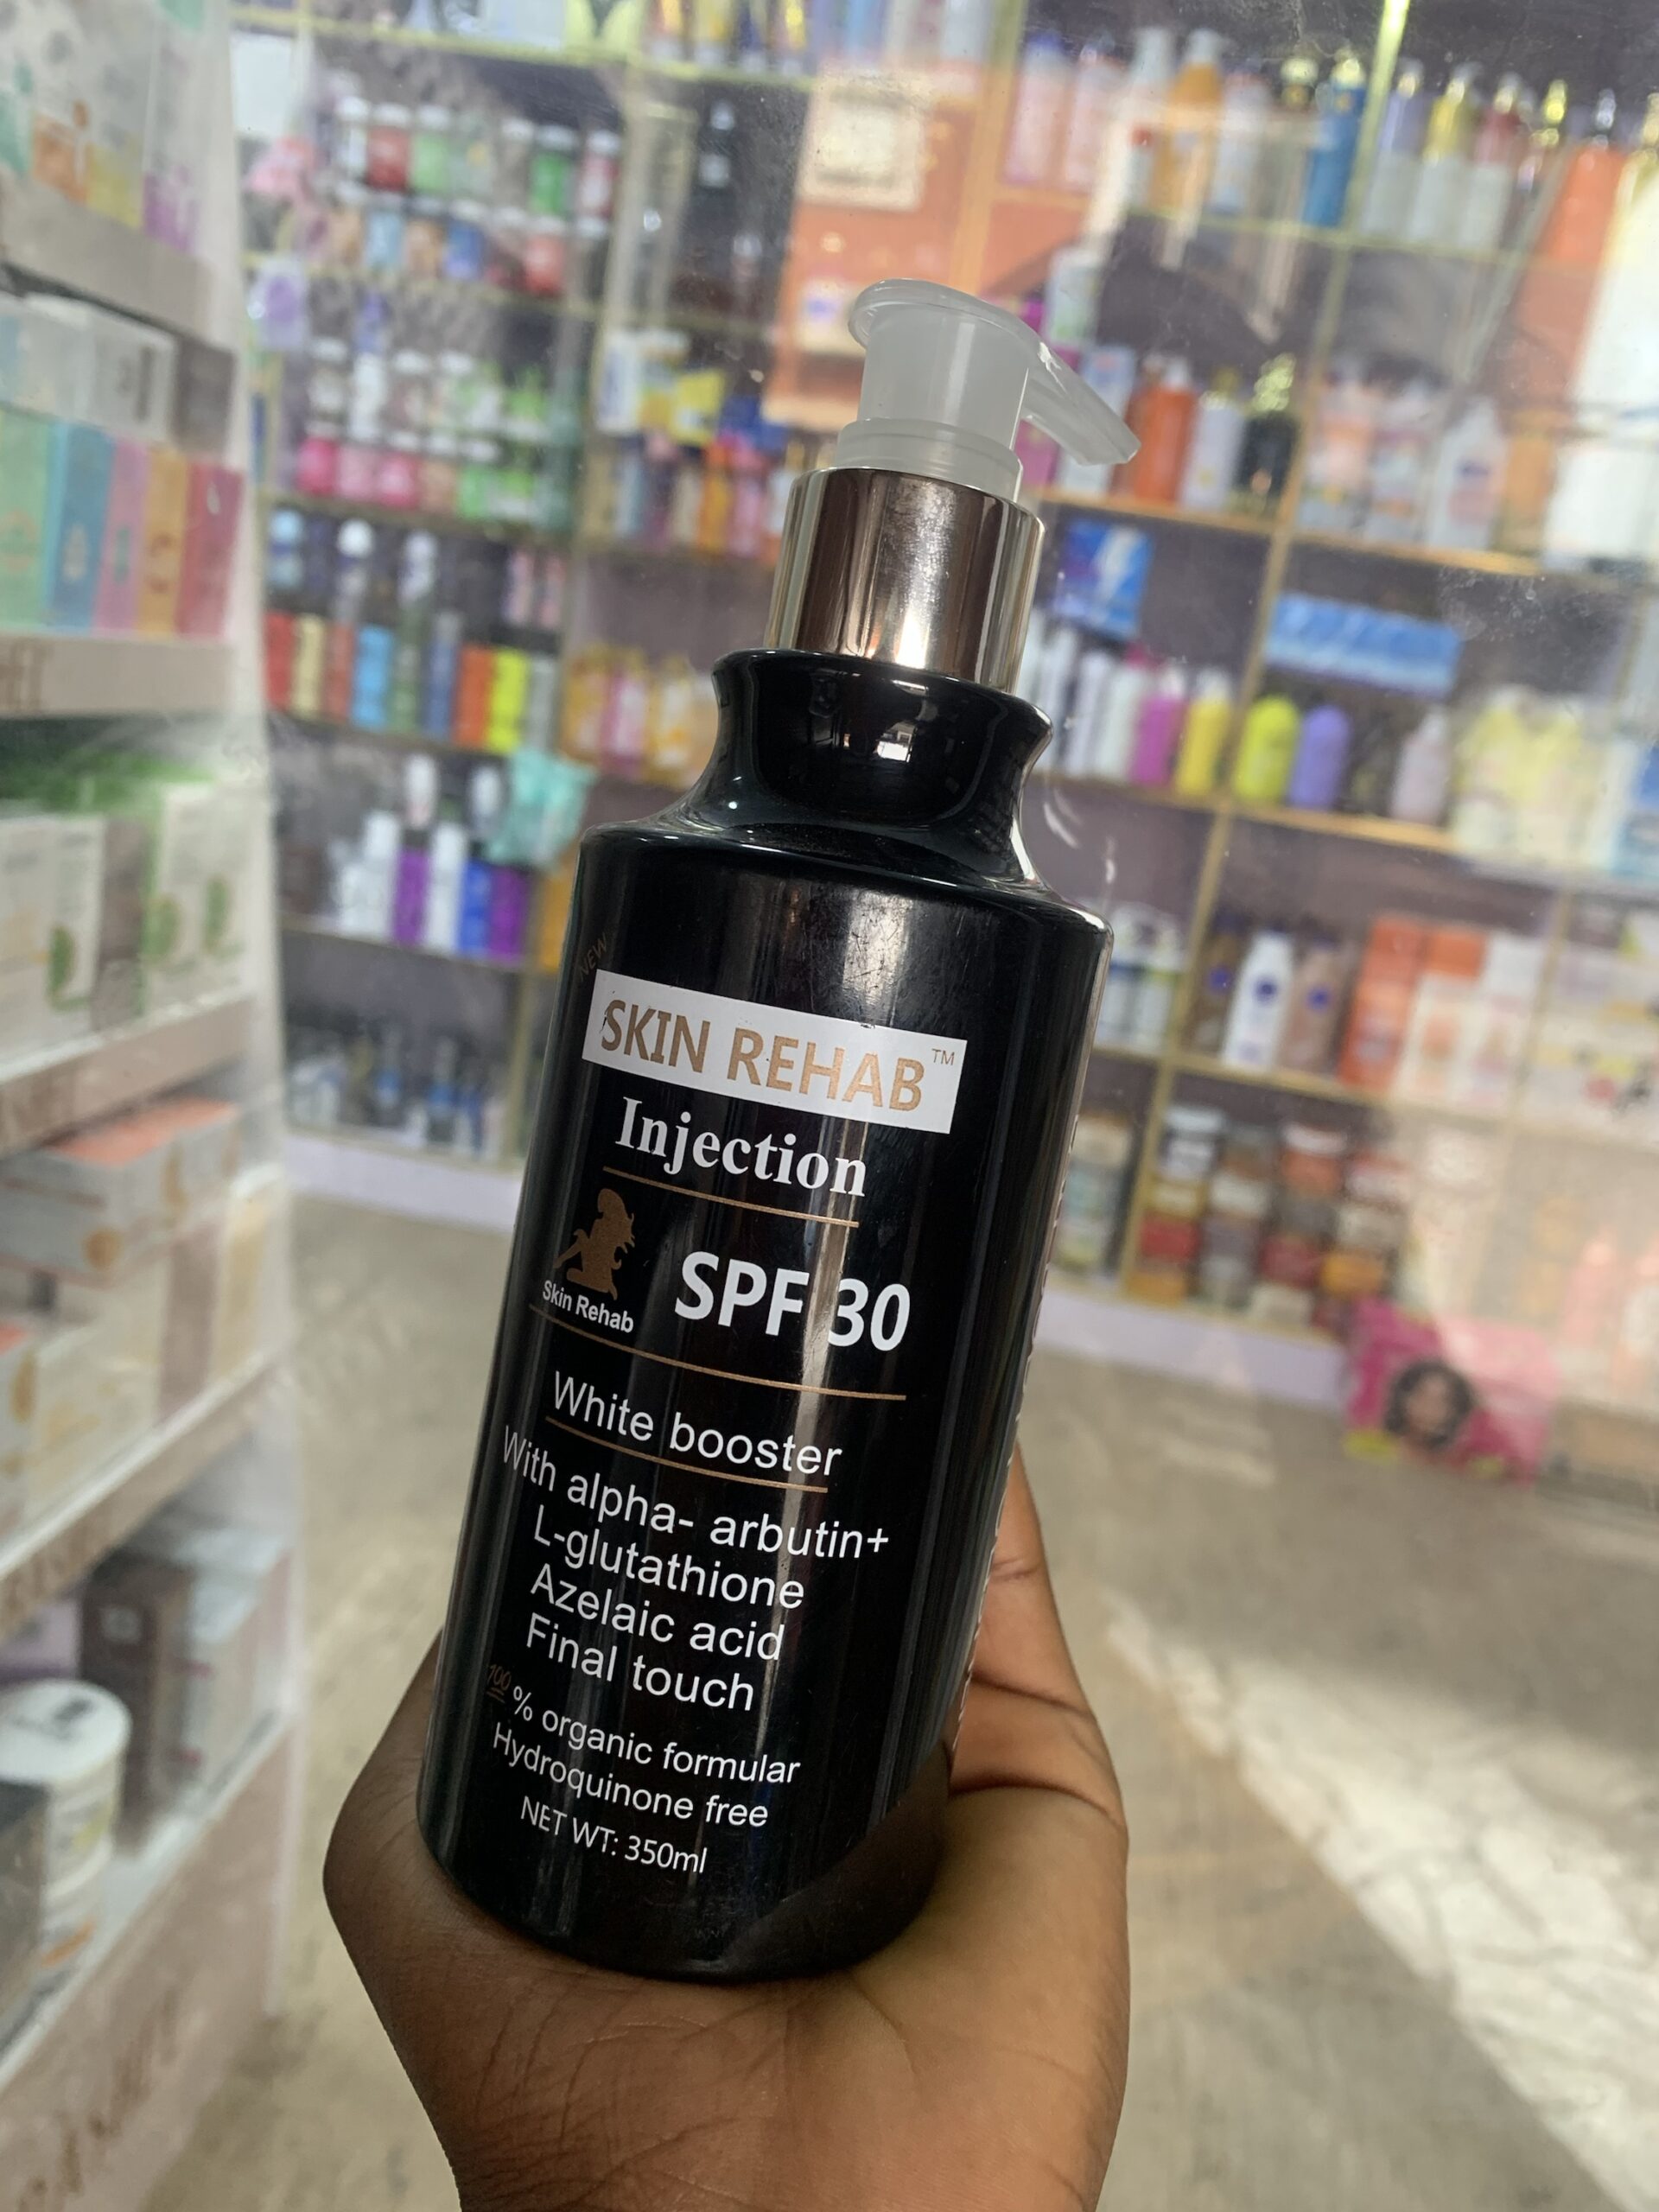 NEW
SKIN REHAB™
Injection
Skin Rehab
SPF 30
White booster
With alpha- arbutin+
L-glutathione
Azelaic acid
Final touch
100% organic formular
Hydroquinone free
NET WT: 350ml